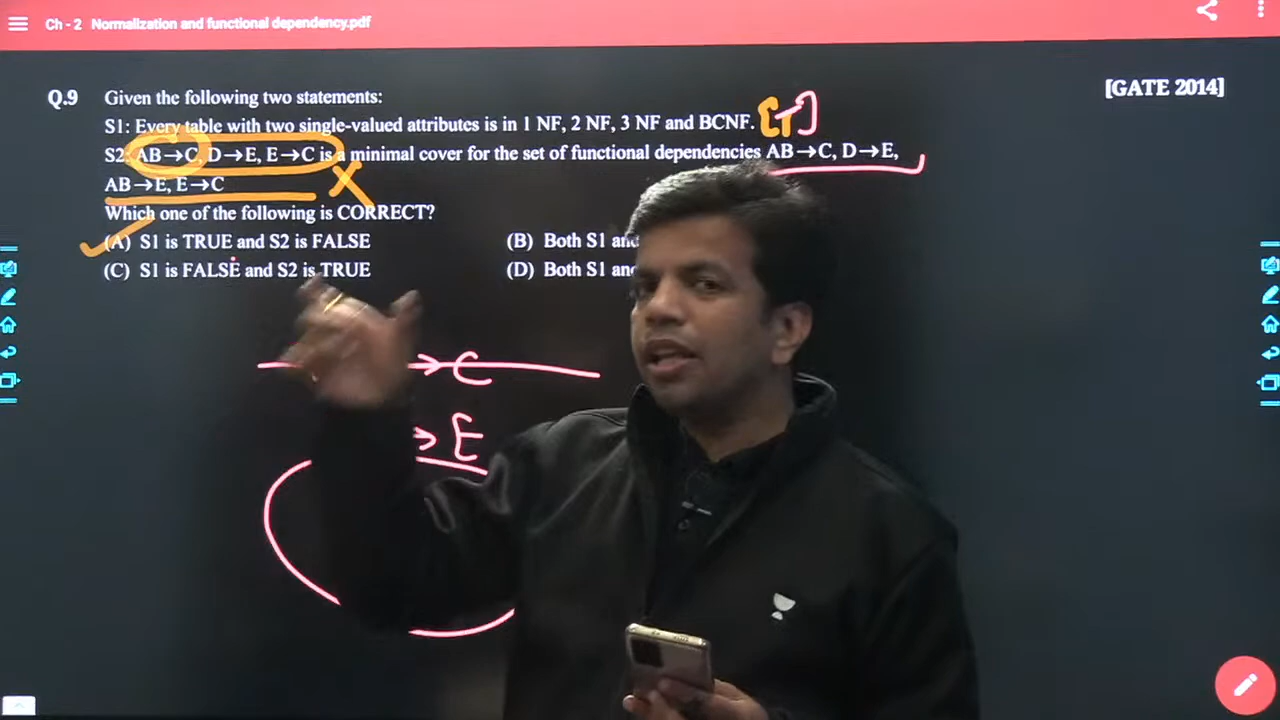 Ch - 2 Normalization and functional dependency.pdf
Q.9 Given the following two statements: [GATE 2014]
S1: Every table with two single-valued attributes is in 1 NF, 2 NF, 3 NF and BCNF. [T]
S2: AB→C, D→E, E→C is a minimal cover for the set of functional dependencies AB→C, D→E,
AB→E, E→C
Which one of the following is CORRECT?
(A) S1 is TRUE and S2 is FALSE (B) Both S1 and
(C) S1 is FALSE and S2 is TRUE (D) Both S1 and
→ C
→ E